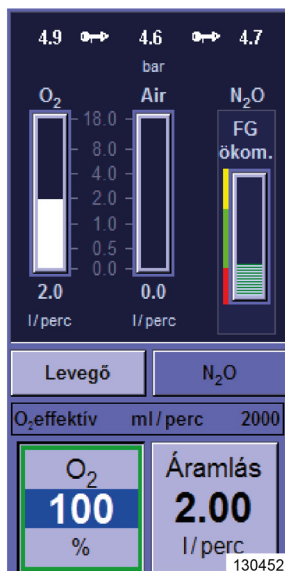 4.9 4.6 4.7
bar
O₂ Air N₂O
FG
ökom.
18.0
8.0
4.0
2.0
1.0
0.5
0.0
2.0 0.0
l/perc l/perc
Levegő N₂O
O₂effektív ml/perc 2000
O₂ Áramlás
100 2.00
% l/perc
130452